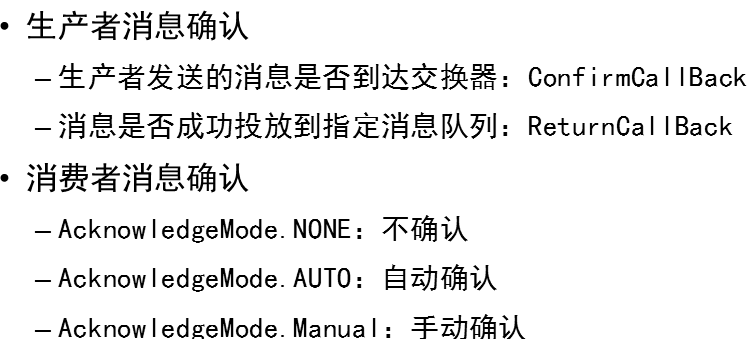 • 生产者消息确认
– 生产者发送的消息是否到达交换器：ConfirmCallBack
– 消息是否成功投放到指定消息队列：ReturnCallBack
• 消费者消息确认
– AcknowledgeMode.NONE：不确认
– AcknowledgeMode.AUTO：自动确认
– AcknowledgeMode.Manual：手动确认